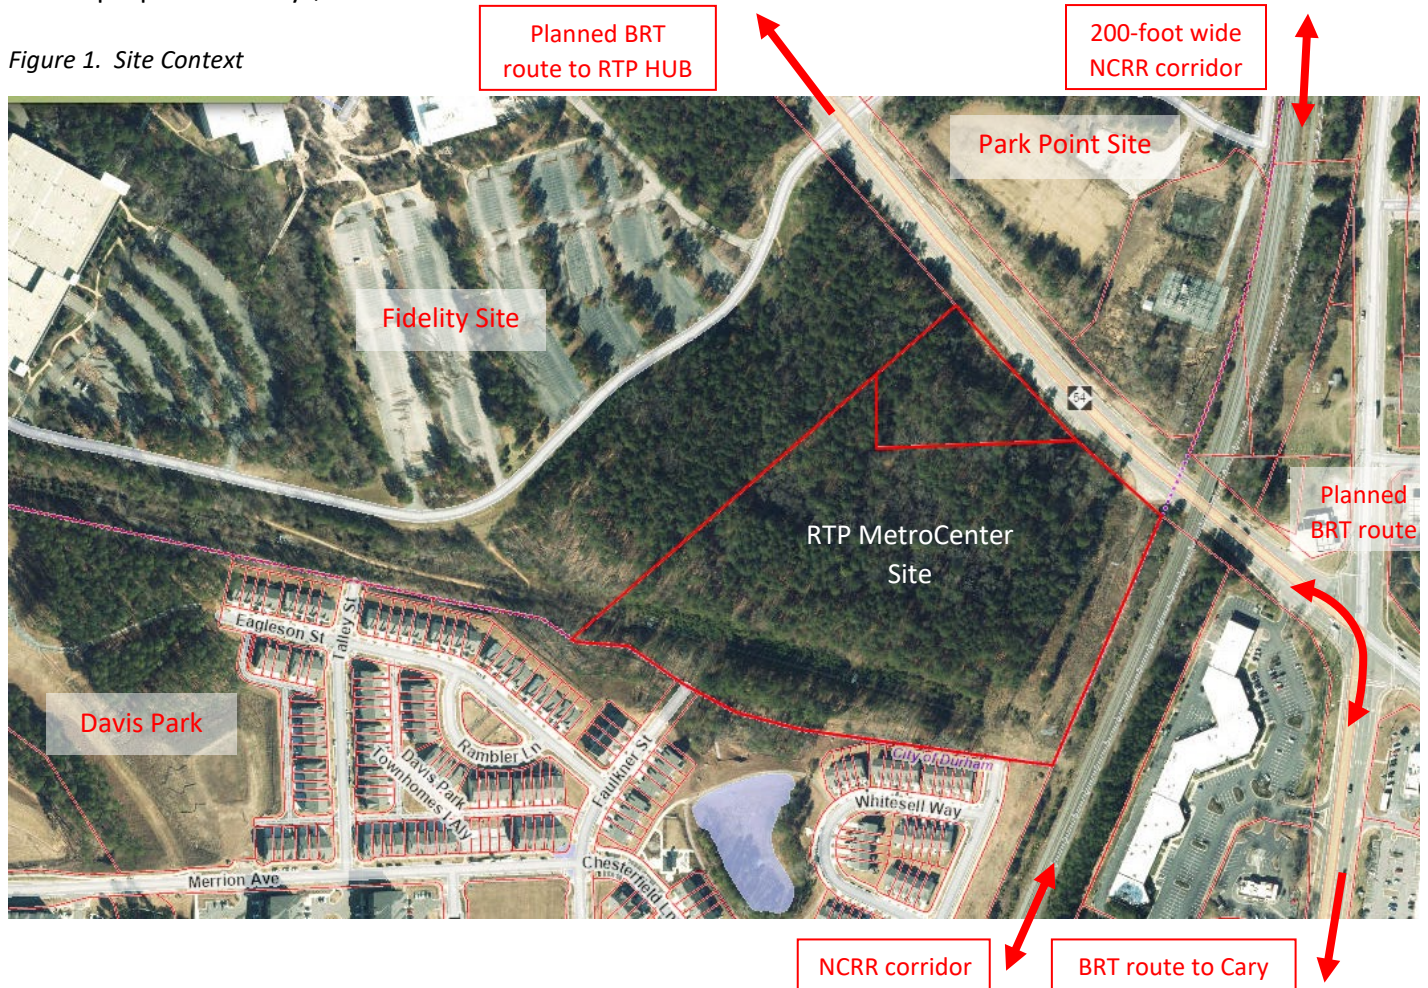 Planned BRT
route to RTP HUB
200-foot wide
NCRR corridor
Figure 1.  Site Context
Park Point Site
Fidelity Site
54
RTP MetroCenter
Site
Planned
BRT route
Eagleson St
Talley St
Davis Park
Rambler Ln
Davis Park
Townhomes I Aly
Faulkner St
City of Durham
Whitesell Way
Merrion Ave
Chesterfield Ln
NCRR corridor
BRT route to Cary